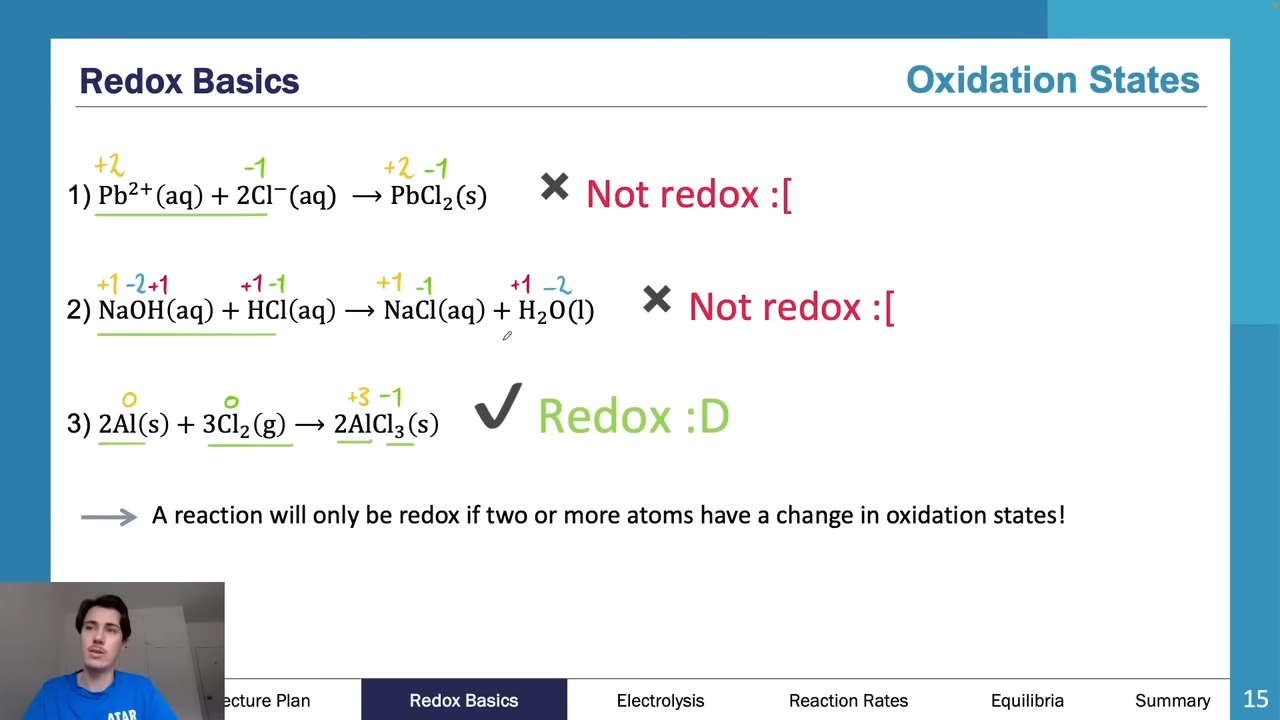 Redox Basics
Oxidation States
+2 -1 +2 -1
1) Pb²⁺(aq) + 2Cl⁻(aq) ⟶ PbCl₂(s) ✖ Not redox :[
+1 -2 +1 +1 -1 +1 -1 +1 -2
2) NaOH(aq) + HCl(aq) ⟶ NaCl(aq) + H₂O(l) ✖ Not redox :[
0 0 +3 -1
3) 2Al(s) + 3Cl₂(g) ⟶ 2AlCl₃(s) ✔ Redox :D
A reaction will only be redox if two or more atoms have a change in oxidation states!
ATAR
ecture Plan Redox Basics Electrolysis Reaction Rates Equilibria Summary 15